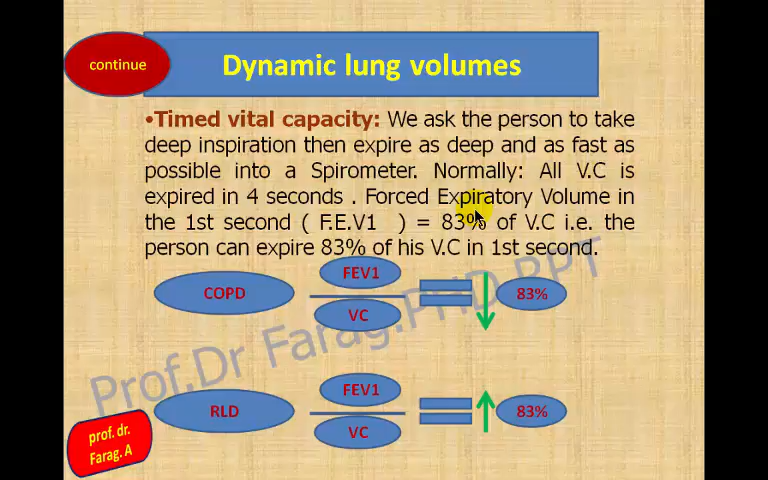 continue
Dynamic lung volumes
•Timed vital capacity: We ask the person to take
deep inspiration then expire as deep and as fast as
possible into a Spirometer. Normally: All V.C is
expired in 4 seconds . Forced Expiratory Volume in
the 1st second ( F.E.V1 ) = 83% of V.C i.e. the
person can expire 83% of his V.C in 1st second.
COPD
FEV1
VC
83%
RLD
FEV1
VC
83%
Prof.Dr Farag.PHD.PPT
prof. dr.
Farag. A